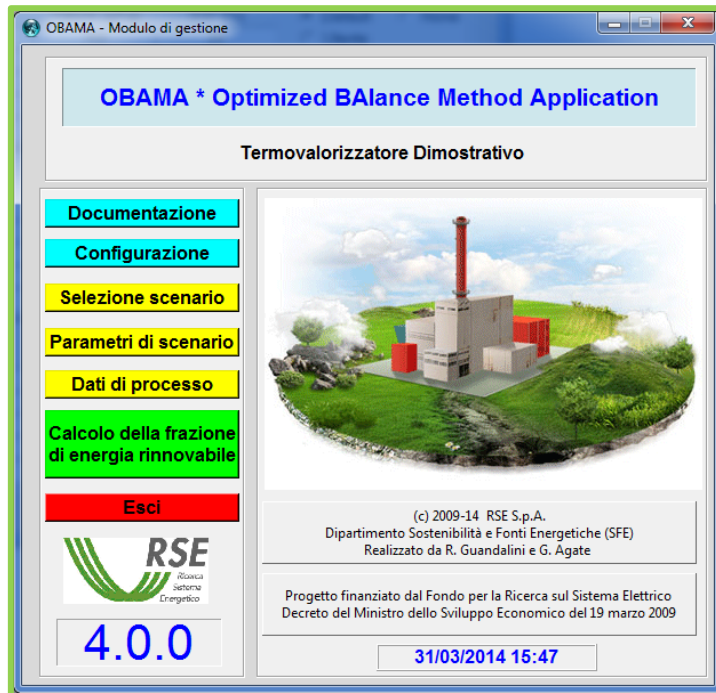 OBAMA - Modulo di gestione
OBAMA * Optimized BAlance Method Application
Termovalorizzatore Dimostrativo
Documentazione
Configurazione
Selezione scenario
Parametri di scenario
Dati di processo
Calcolo della frazione
di energia rinnovabile
Esci
RSE
Ricerca
Sistema
Energetico
4.0.0
(c) 2009-14 RSE S.p.A.
Dipartimento Sostenibilità e Fonti Energetiche (SFE)
Realizzato da R. Guandalini e G. Agate
Progetto finanziato dal Fondo per la Ricerca sul Sistema Elettrico
Decreto del Ministro dello Sviluppo Economico del 19 marzo 2009
31/03/2014 15:47